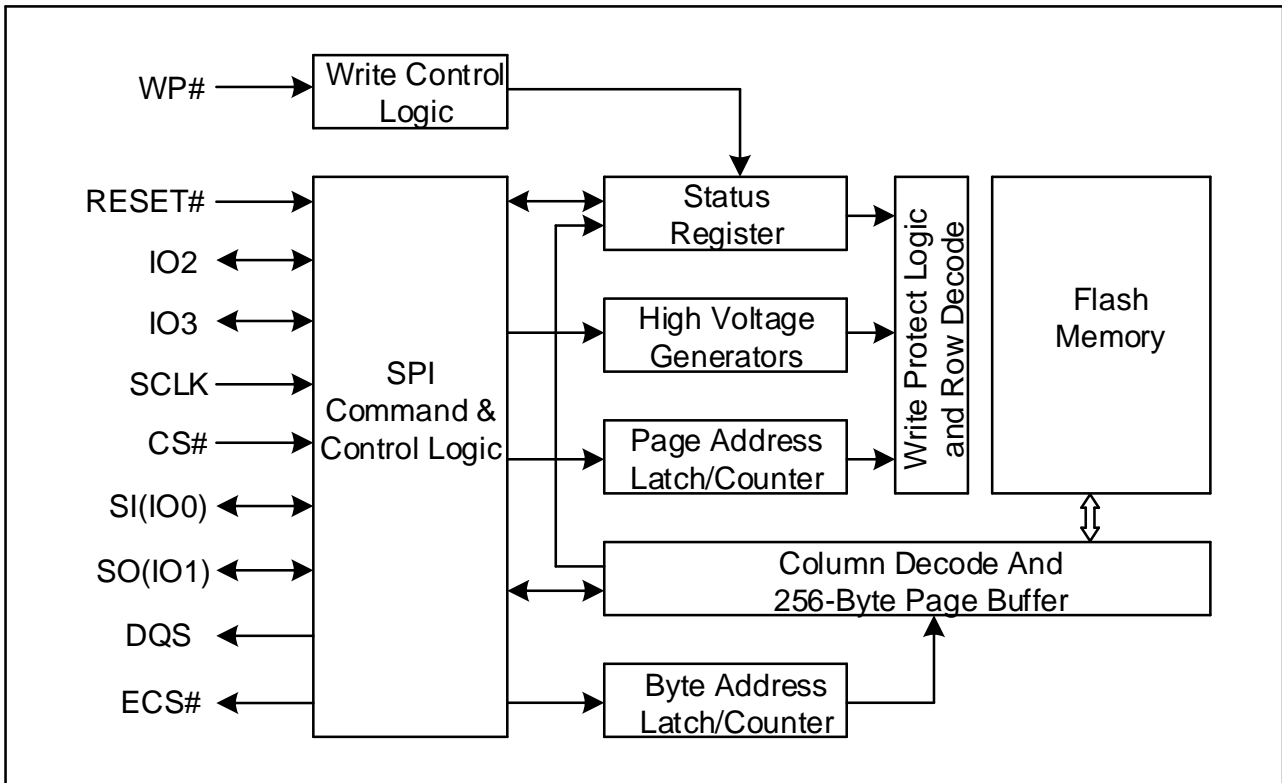 WP#
Write Control
Logic
RESET#
IO2
IO3
SCLK
CS#
SI(IO0)
SO(IO1)
DQS
ECS#
SPI
Command &
Control Logic
Status
Register
High Voltage
Generators
Page Address
Latch/Counter
Write Protect Logic
and Row Decode
Flash
Memory
Column Decode And
256-Byte Page Buffer
Byte Address
Latch/Counter